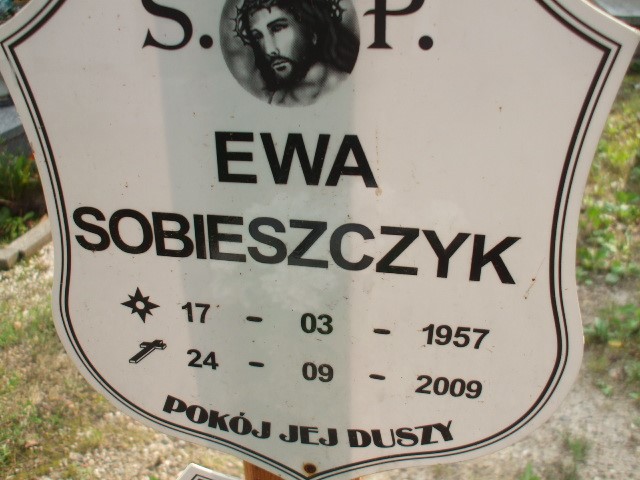 Ś. P.
EWA
SOBIESZCZYK
17 - 03 - 1957
24 - 09 - 2009
POKÓJ JEJ DUSZY